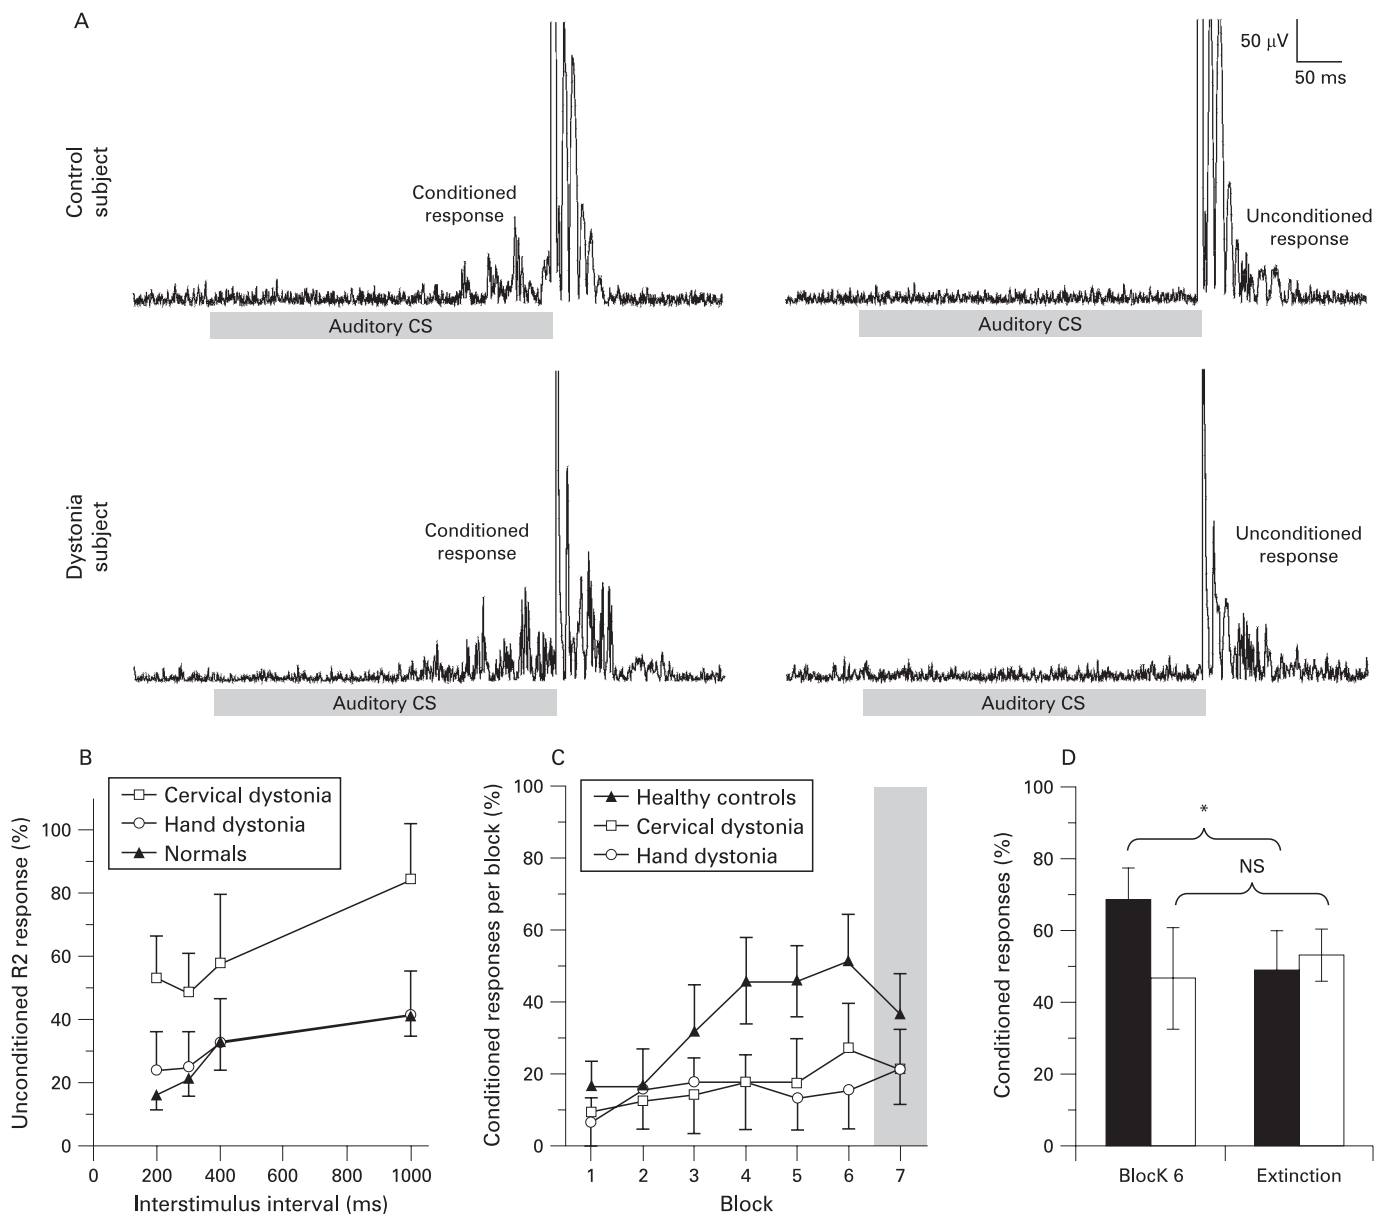 A
50 μV
50 ms
Control
subject
Conditioned
response
Unconditioned
response
Auditory CS
Auditory CS
Dystonia
subject
Conditioned
response
Unconditioned
response
Auditory CS
Auditory CS
B
Cervical dystonia
Hand dystonia
Normals
Unconditioned R2 response (%)
100
80
60
40
20
0
0
200
400
600
800
1000
Interstimulus interval (ms)
C
Healthy controls
Cervical dystonia
Hand dystonia
Conditioned responses per block (%)
100
80
60
40
20
0
1
2
3
4
5
6
7
Block
D
Conditioned responses (%)
100
80
60
40
20
0
*
NS
BlocK 6
Extinction